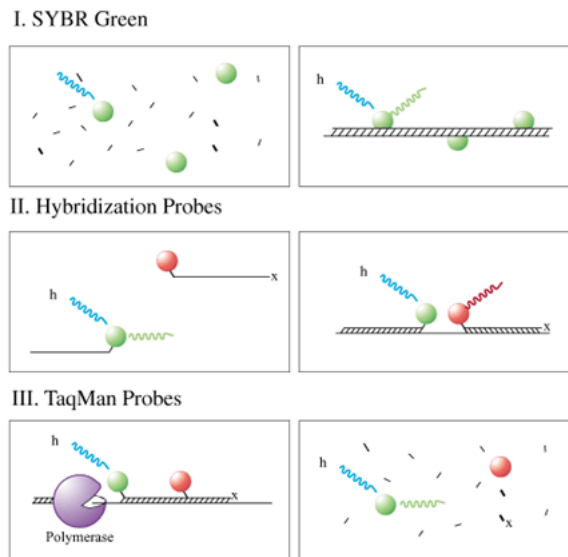 I. SYBR Green
h
II. Hybridization Probes
x
h
h
x
III. TaqMan Probes
h
x
Polymerase
h
x